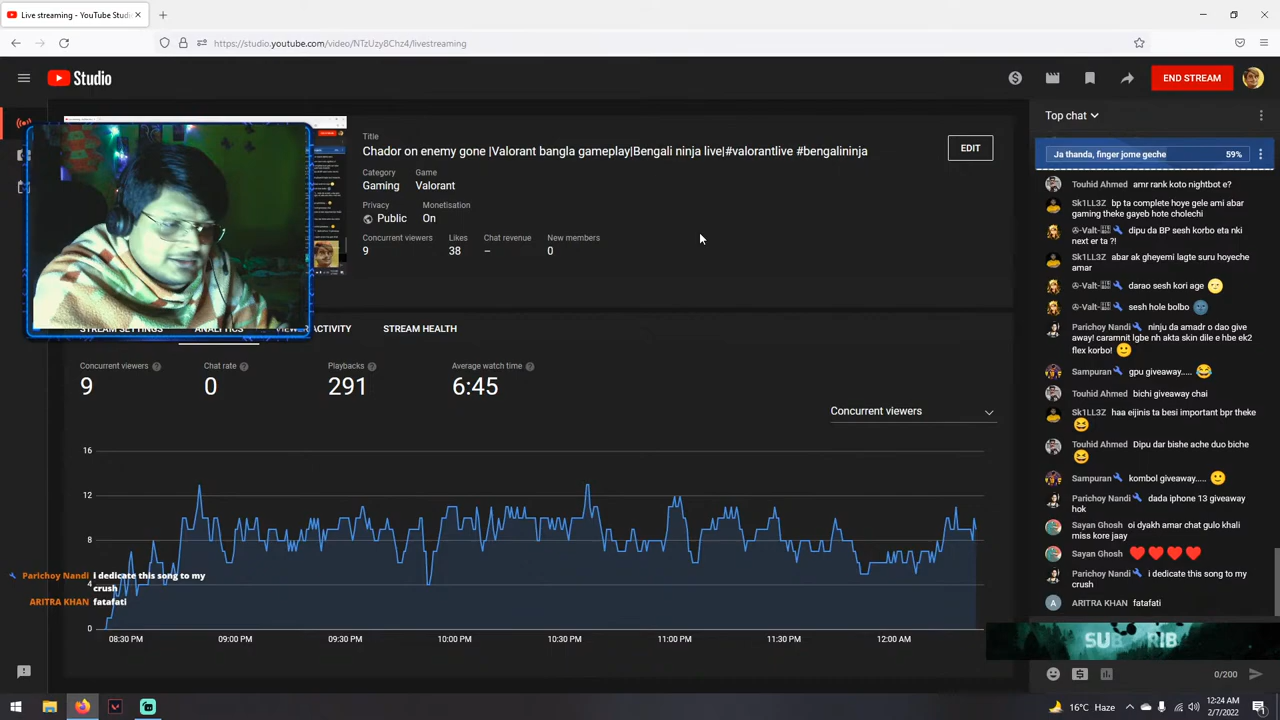 Live streaming - YouTube Stud
https://studio.youtube.com/video/NTzUzy8Chz4/livestreaming
Studio
END STREAM
Title
Chador on enemy gone |Valorant bangla gameplay|Bengali ninja live|#valorantlive #bengalininja
EDIT
Category
Game
Gaming
Valorant
Privacy
Monetisation
Public
On
Concurrent viewers
Likes
Chat revenue
New members
9
38
–
0
STREAM SETTINGS
ANALYTICS
VIEWER ACTIVITY
STREAM HEALTH
Concurrent viewers
Chat rate
Playbacks
Average watch time
9
0
291
6:45
Concurrent viewers
16
12
8
4
0
08:30 PM
09:00 PM
09:30 PM
10:00 PM
10:30 PM
11:00 PM
11:30 PM
12:00 AM
Parichoy Nandi I dedicate this song to my
crush
ARITRA KHAN fatafati
Top chat
Ja thanda, finger jome geche 59%
Touhid Ahmed amr rank koto nightbot e?
Sk1LL3Z bp ta complete hoye gele ami abar
gaming theke gayeb hote cholechi
-Valt- dipu da BP sesh korbo eta nki
next er ta ?!
Sk1LL3Z abar ak gheyemi lagte suru hoyeche
amar
-Valt- darao sesh kori age
-Valt- sesh hole bolbo
Parichoy Nandi ninju da amadr o dao give
away! caramnit lgbe nh akta skin dile e hbe ek2
flex korbo!
Sampuran gpu giveaway.....
Touhid Ahmed bichi giveaway chai
Sk1LL3Z haa eijinis ta besi important bpr theke
Touhid Ahmed Dipu dar bishe ache duo biche
Sampuran kombol giveaway.....
Parichoy Nandi dada iphone 13 giveaway
hok
Sayan Ghosh oi dyakh amar chat gulo khali
miss kore jaay
Sayan Ghosh
Parichoy Nandi i dedicate this song to my
crush
A ARITRA KHAN fatafati
SUBSCRIB
0/200
16°C Haze
12:24 AM
2/7/2022